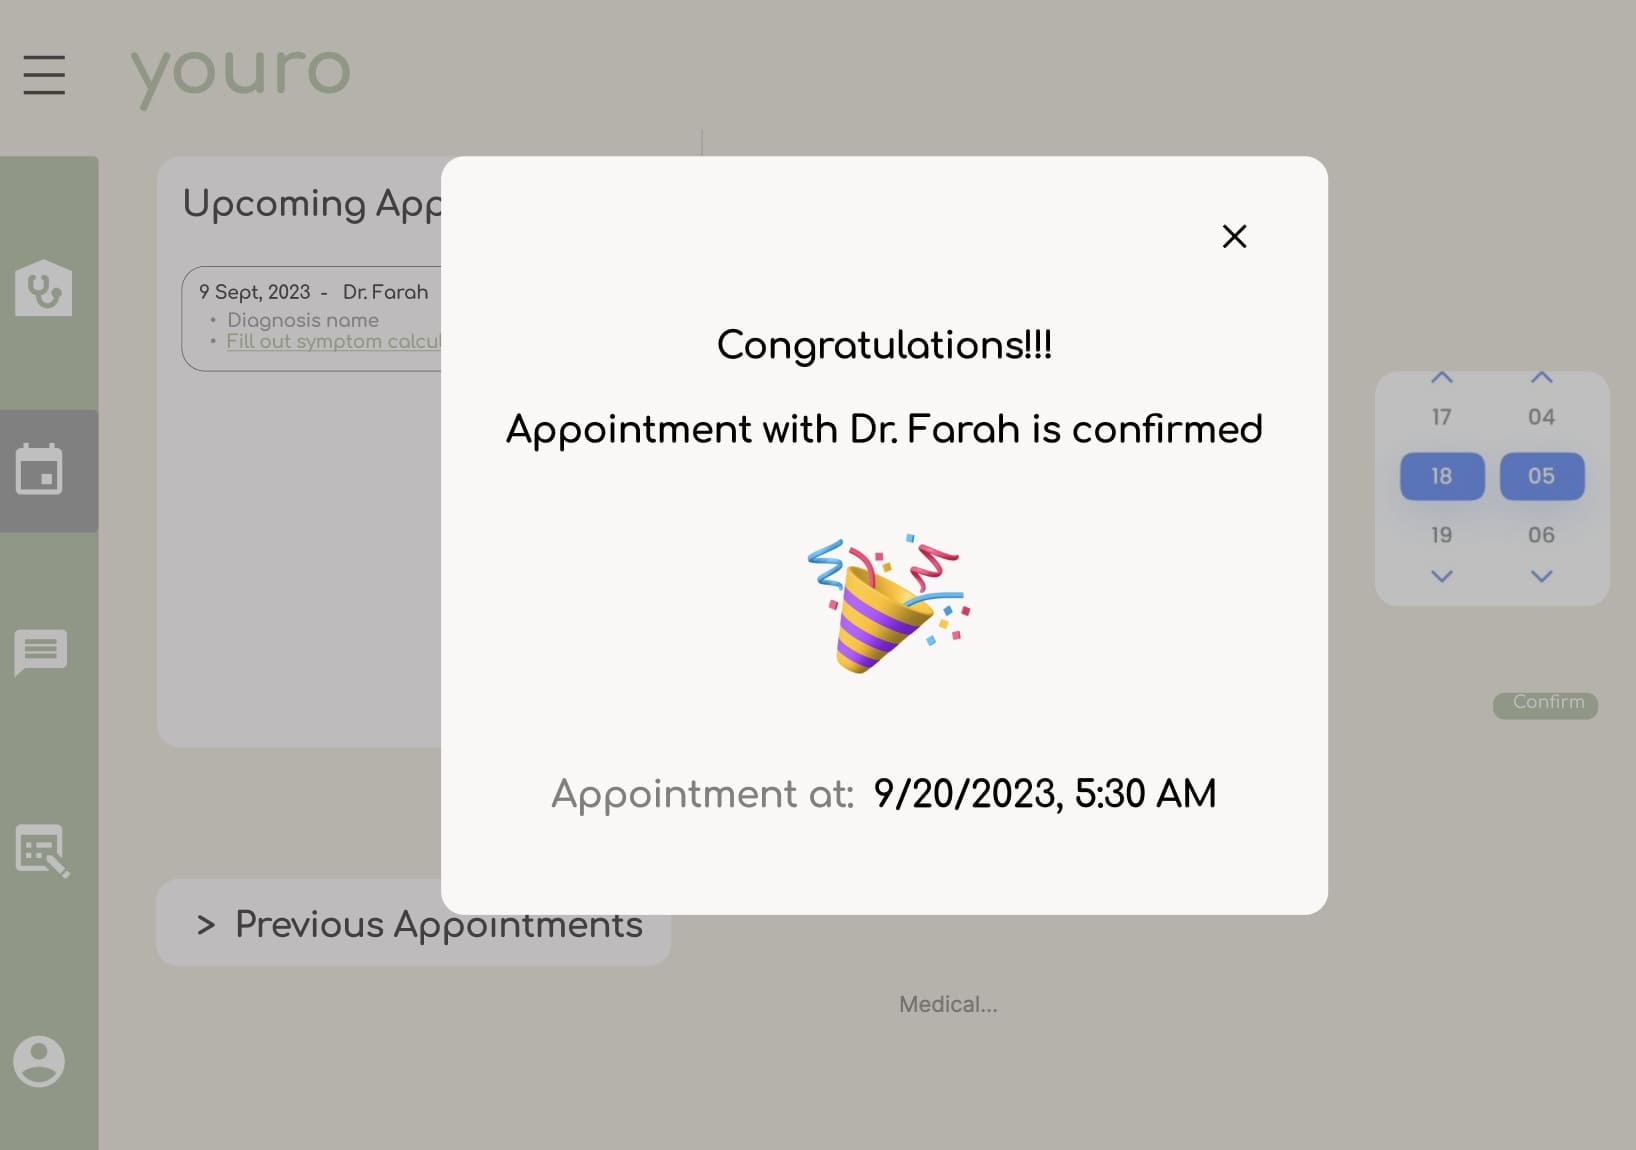 youro
Upcoming App
9 Sept, 2023 - Dr. Farah
• Diagnosis name
• Fill out symptom calcul
Congratulations!!!
Appointment with Dr. Farah is confirmed
Appointment at: 9/20/2023, 5:30 AM
17 04
18 05
19 06
Confirm
> Previous Appointments
Medical...